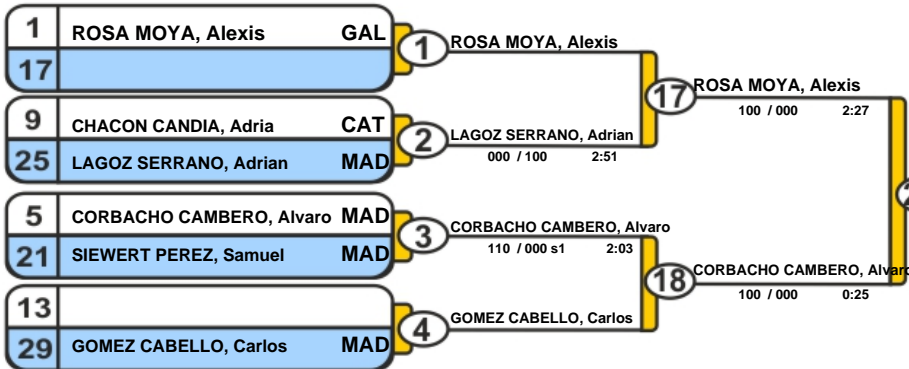 1 ROSA MOYA, Alexis GAL
17
1 ROSA MOYA, Alexis
9 CHACON CANDIA, Adria CAT
25 LAGOZ SERRANO, Adrian MAD
2 LAGOZ SERRANO, Adrian
000 / 100 2:51
17 ROSA MOYA, Alexis
100 / 000 2:27
5 CORBACHO CAMBERO, Alvaro MAD
21 SIEWERT PEREZ, Samuel MAD
3 CORBACHO CAMBERO, Alvaro
110 / 000 s1 2:03
13
29 GOMEZ CABELLO, Carlos MAD
4 GOMEZ CABELLO, Carlos
18 CORBACHO CAMBERO, Alvaro
100 / 000 0:25